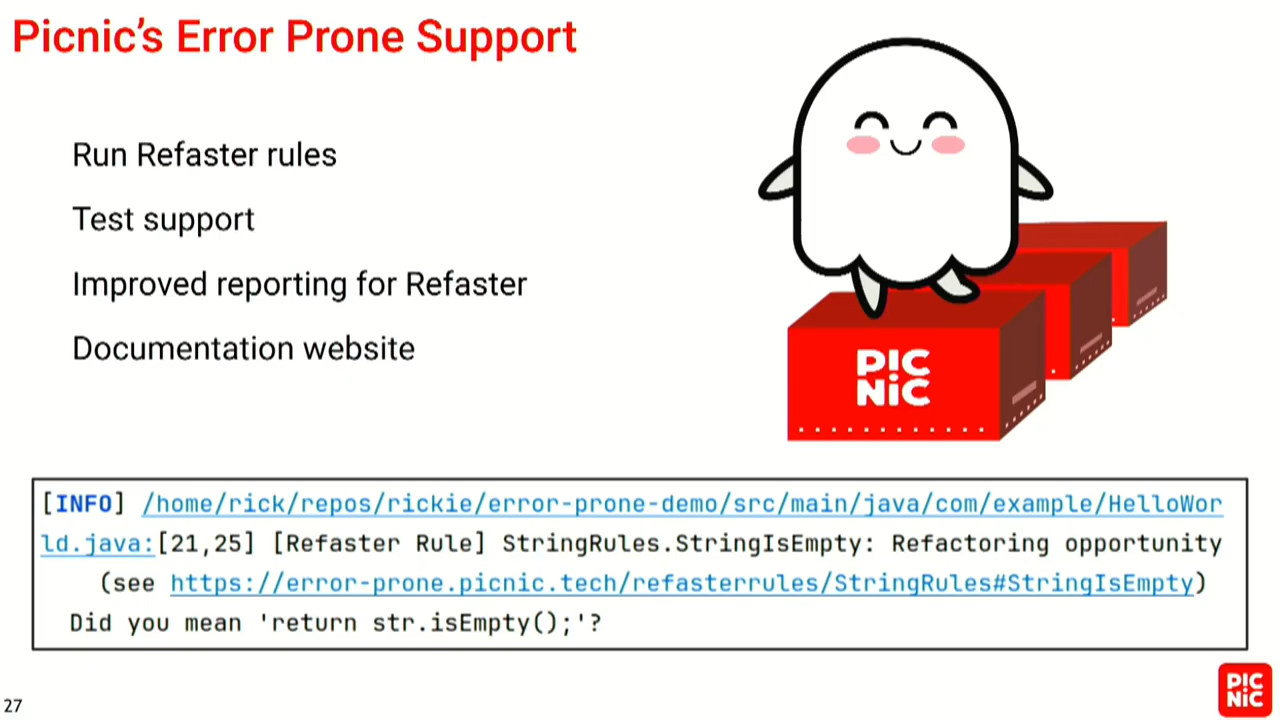 Picnic’s Error Prone Support
Run Refaster rules
Test support
Improved reporting for Refaster
Documentation website
PIC
NiC
[INFO] /home/rick/repos/rickie/error-prone-demo/src/main/java/com/example/HelloWor
ld.java:[21,25] [Refaster Rule] StringRules.StringIsEmpty: Refactoring opportunity
(see https://error-prone.picnic.tech/refasterrules/StringRules#StringIsEmpty)
Did you mean 'return str.isEmpty();'?
27
PIC
NiC